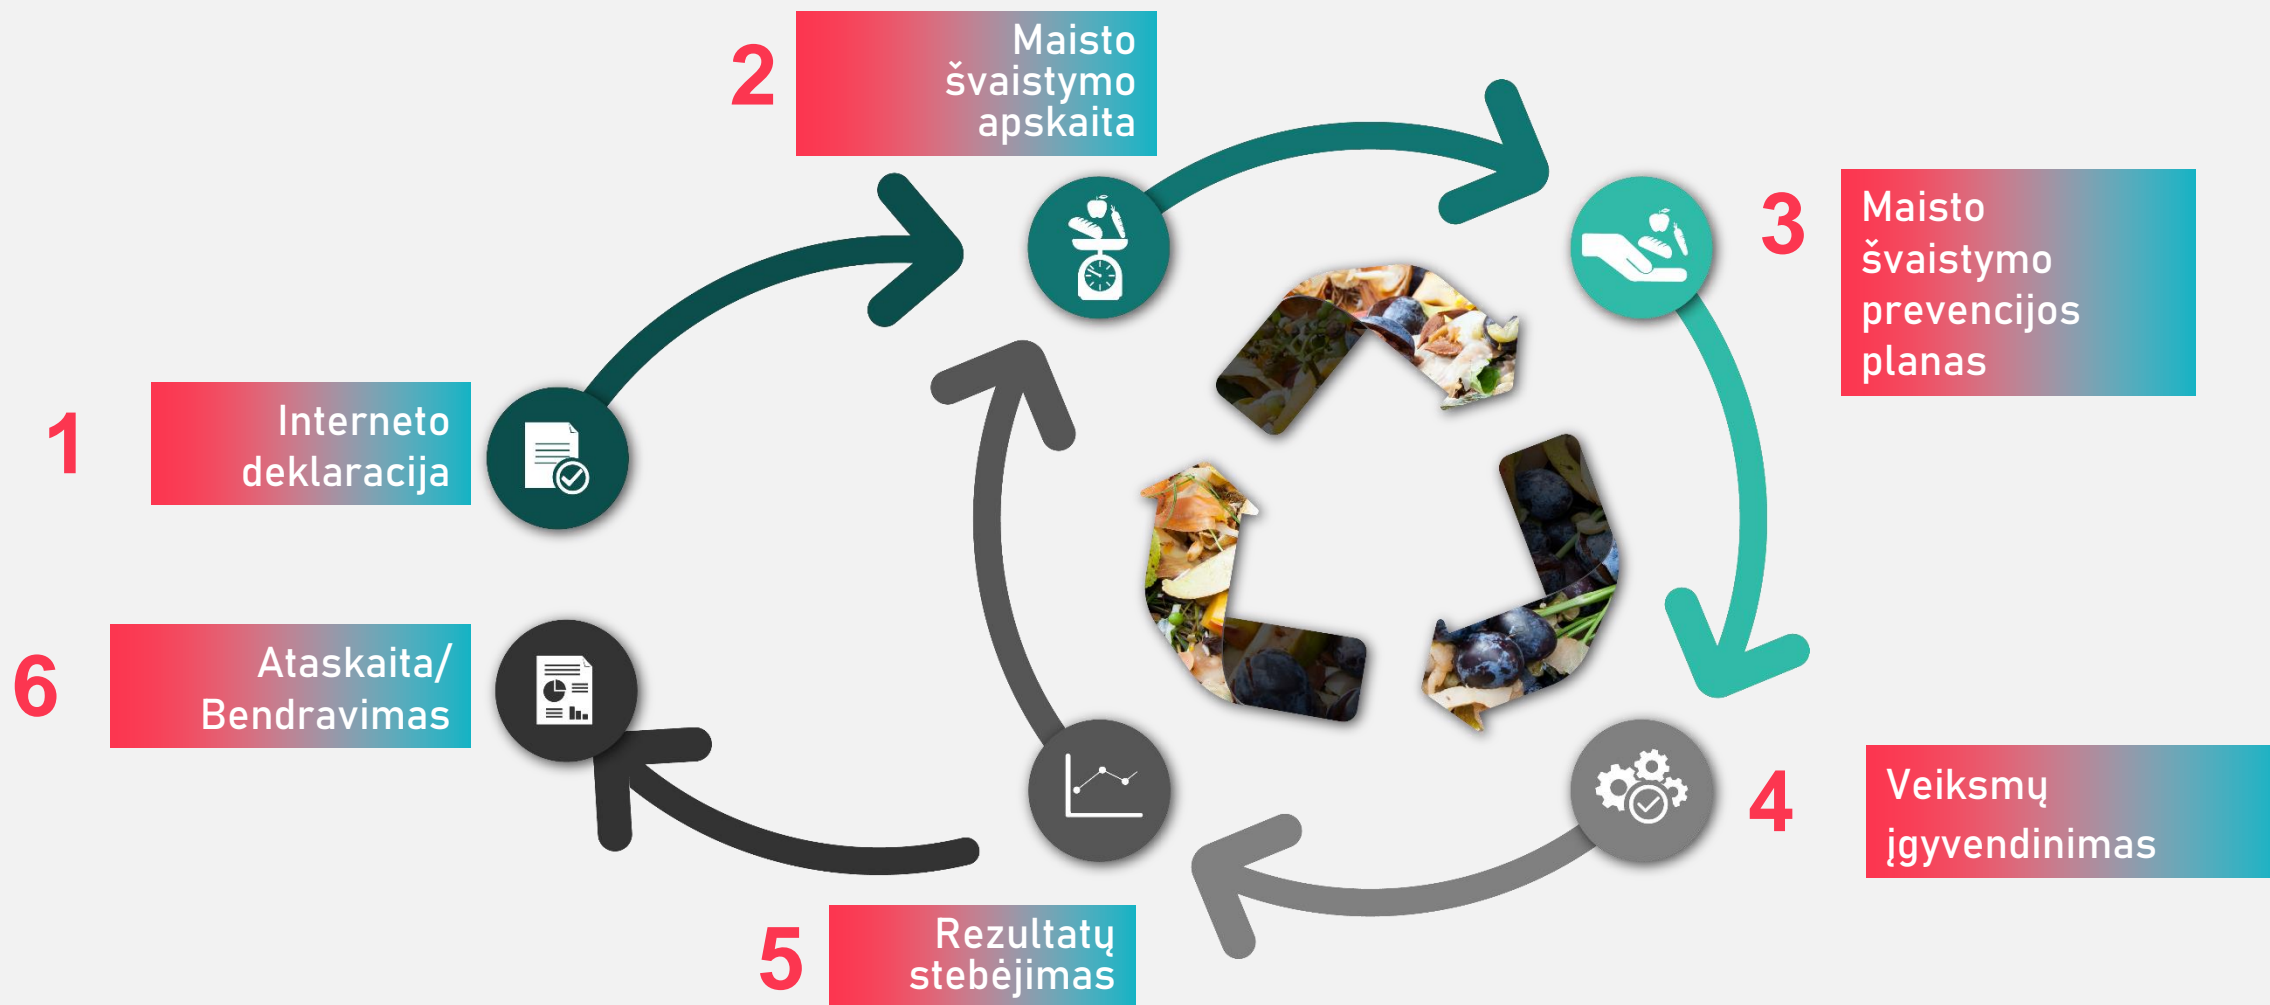 1
Interneto
deklaracija
2
Maisto
švaistymo
apskaita
3
Maisto
švaistymo
prevencijos
planas
4
Veiksmų
įgyvendinimas
5
Rezultatų
stebėjimas
6
Ataskaita/
Bendravimas